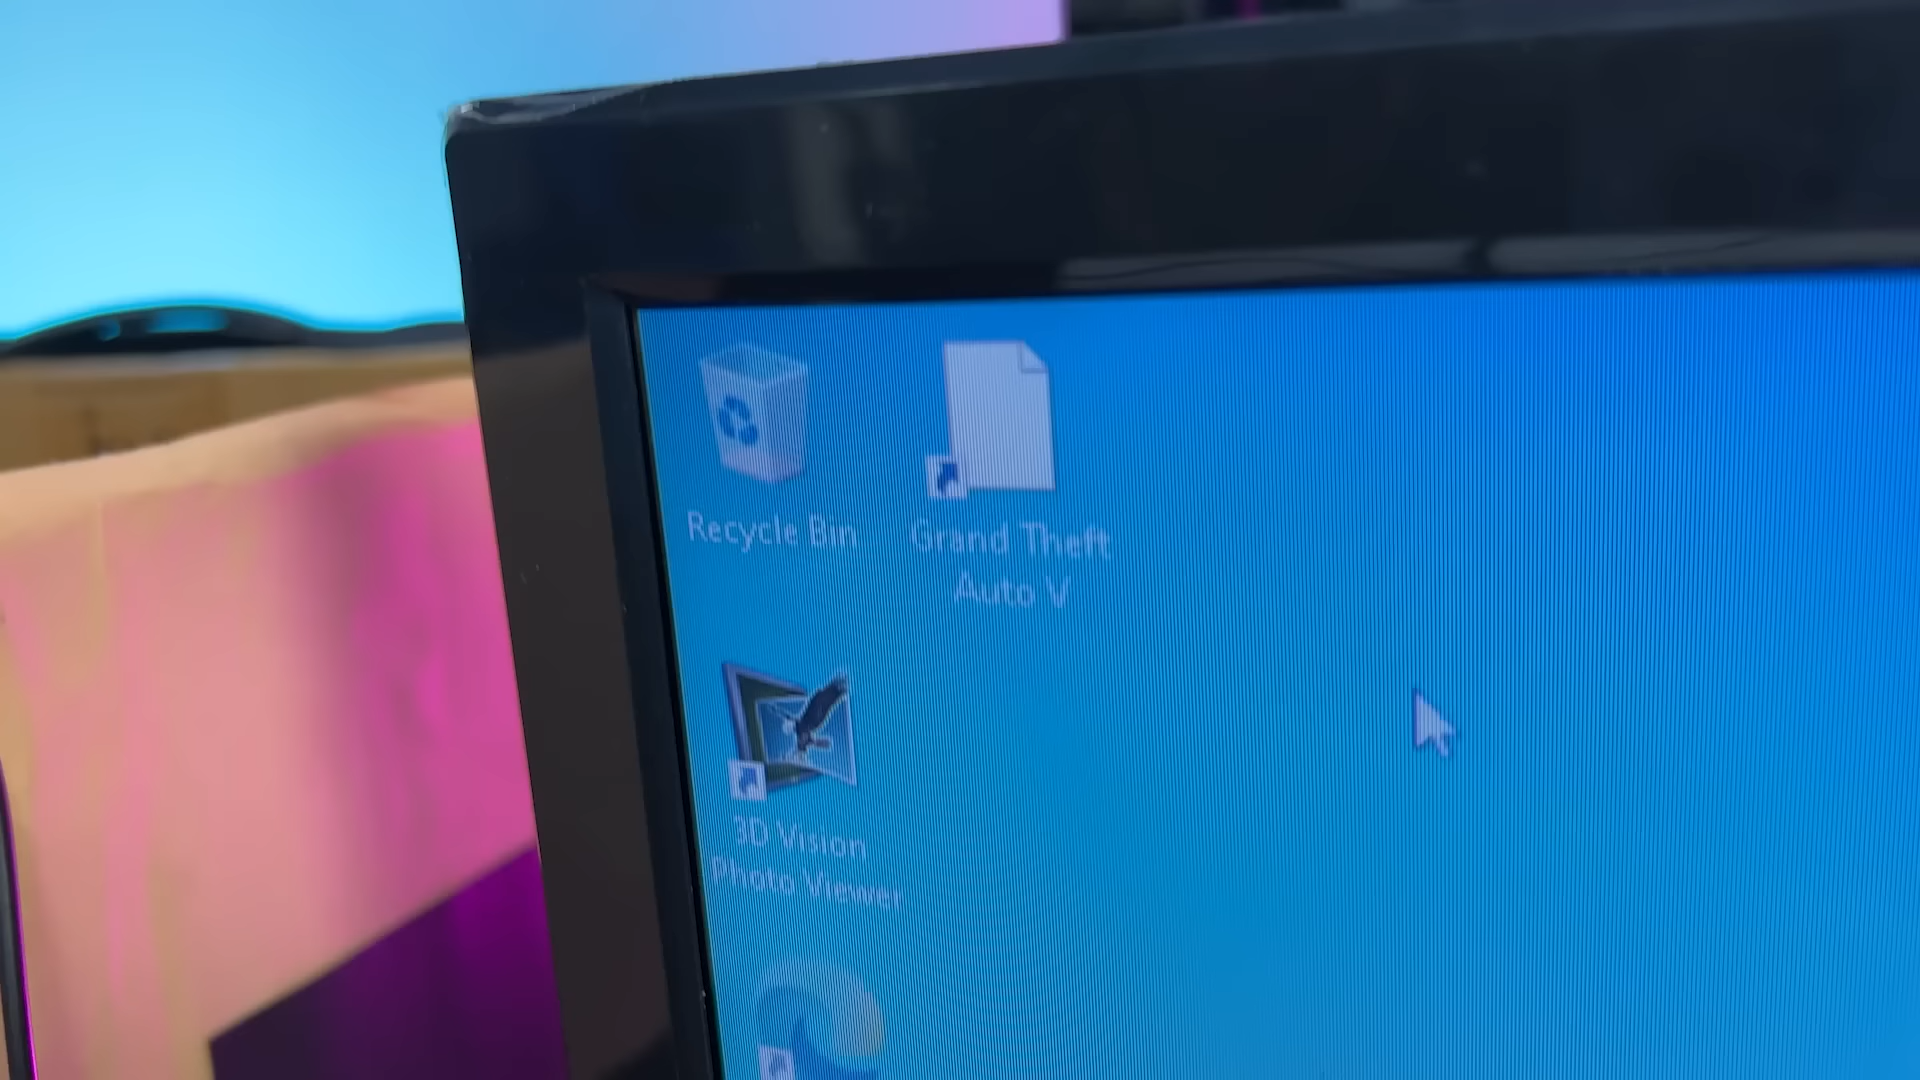 Recycle Bin
Grand Theft
Auto V
3D Vision
Photo Viewer